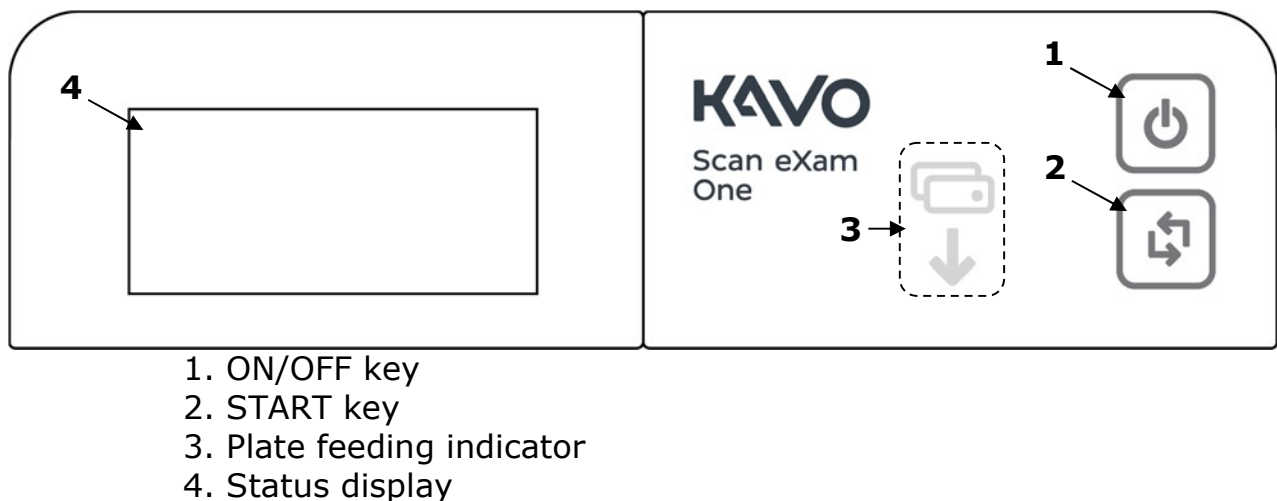 4
KAVO
Scan eXam
One
1
2
3
1. ON/OFF key
2. START key
3. Plate feeding indicator
4. Status display